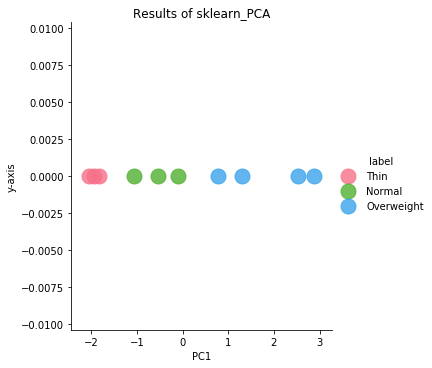 Results of sklearn_PCA
0.0100
0.0075
0.0050
0.0025
0.0000
−0.0025
−0.0050
−0.0075
−0.0100
y-axis
−2
−1
0
1
2
3
PC1
label
Thin
Normal
Overweight